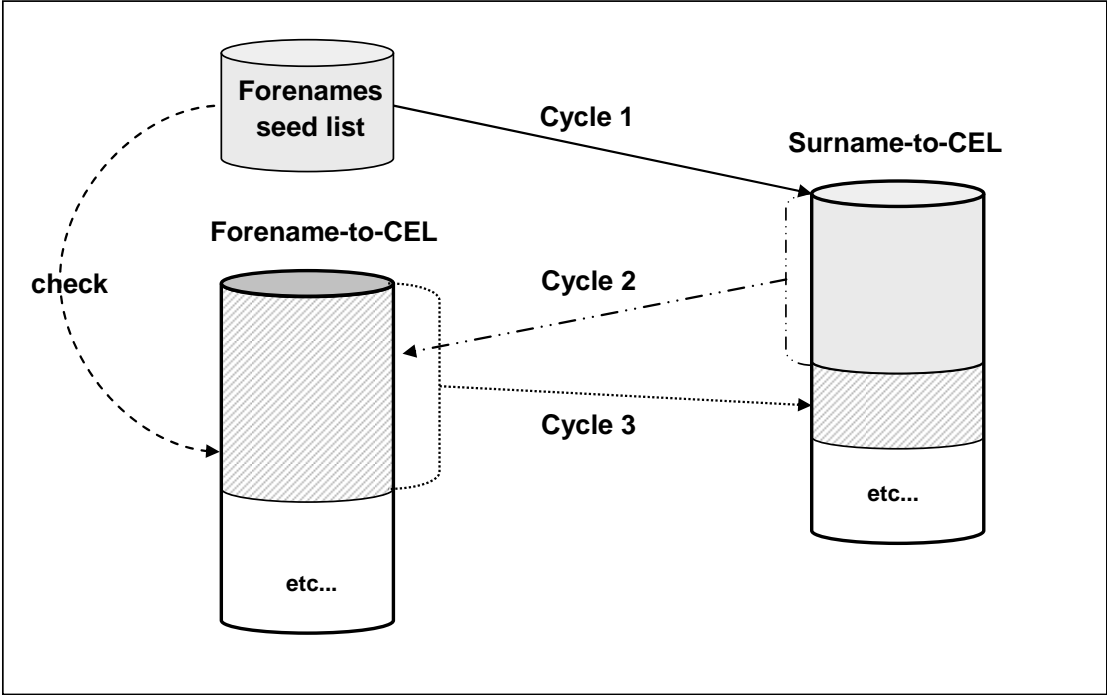 Forenames
seed list
Cycle 1
Surname-to-CEL
Forename-to-CEL
check
Cycle 2
Cycle 3
etc...
etc...